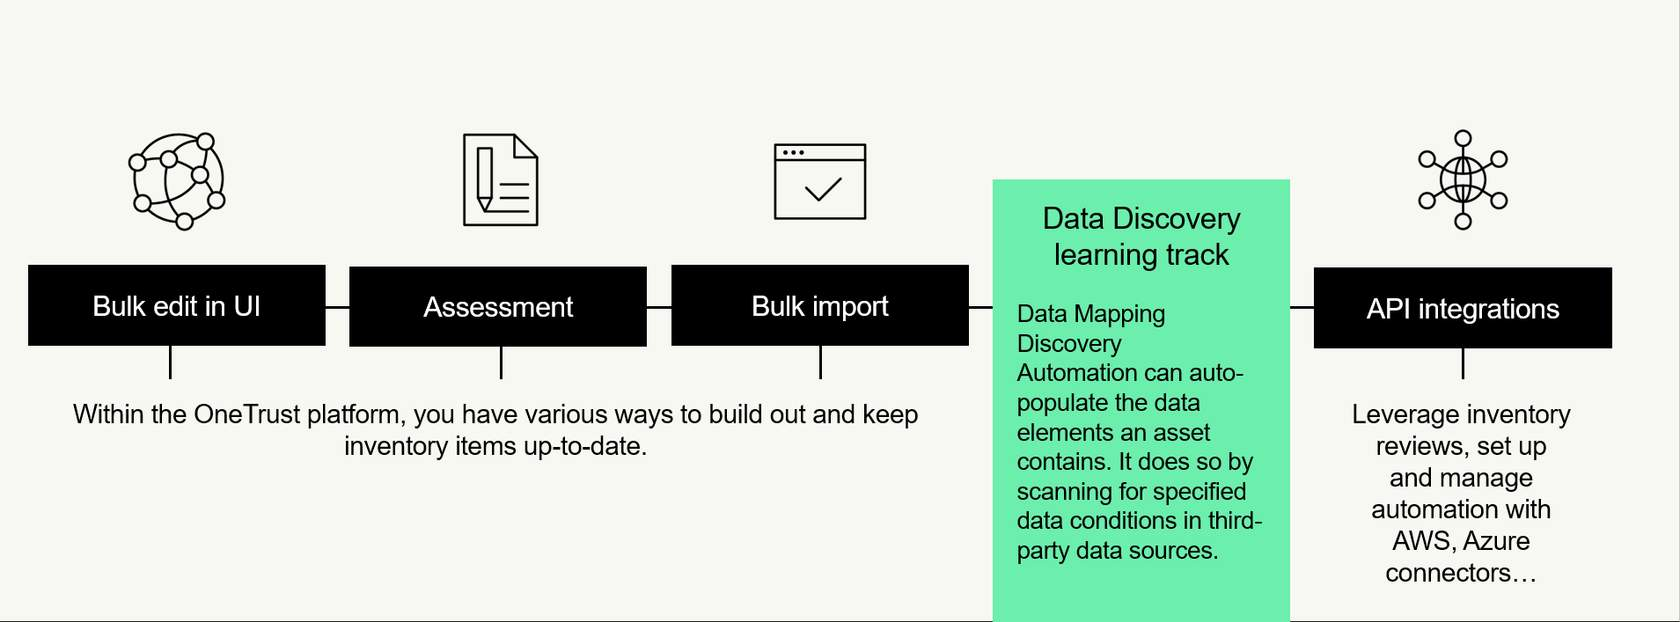 Bulk edit in UI
Assessment
Bulk import
Within the OneTrust platform, you have various ways to build out and keep
inventory items up-to-date.
Data Discovery
learning track
Data Mapping
Discovery
Automation can auto-
populate the data
elements an asset
contains. It does so by
scanning for specified
data conditions in third-
party data sources.
API integrations
Leverage inventory
reviews, set up
and manage
automation with
AWS, Azure
connectors…